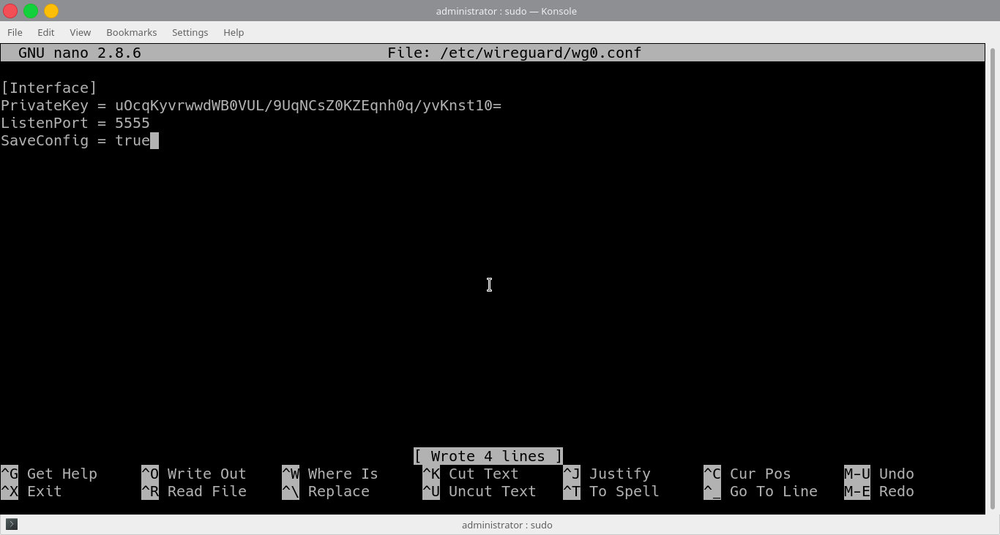 administrator : sudo — Konsole
File Edit View Bookmarks Settings Help
GNU nano 2.8.6 File: /etc/wireguard/wg0.conf
[Interface]
PrivateKey = uOcqKyvrwwdWB0VUL/9UqNCsZ0KZEqnh0q/yvKnst10=
ListenPort = 5555
SaveConfig = true
[ Wrote 4 lines ]
^G Get Help ^O Write Out ^W Where Is ^K Cut Text ^J Justify ^C Cur Pos M-U Undo
^X Exit ^R Read File ^\ Replace ^U Uncut Text ^T To Spell ^_ Go To Line M-E Redo
administrator : sudo